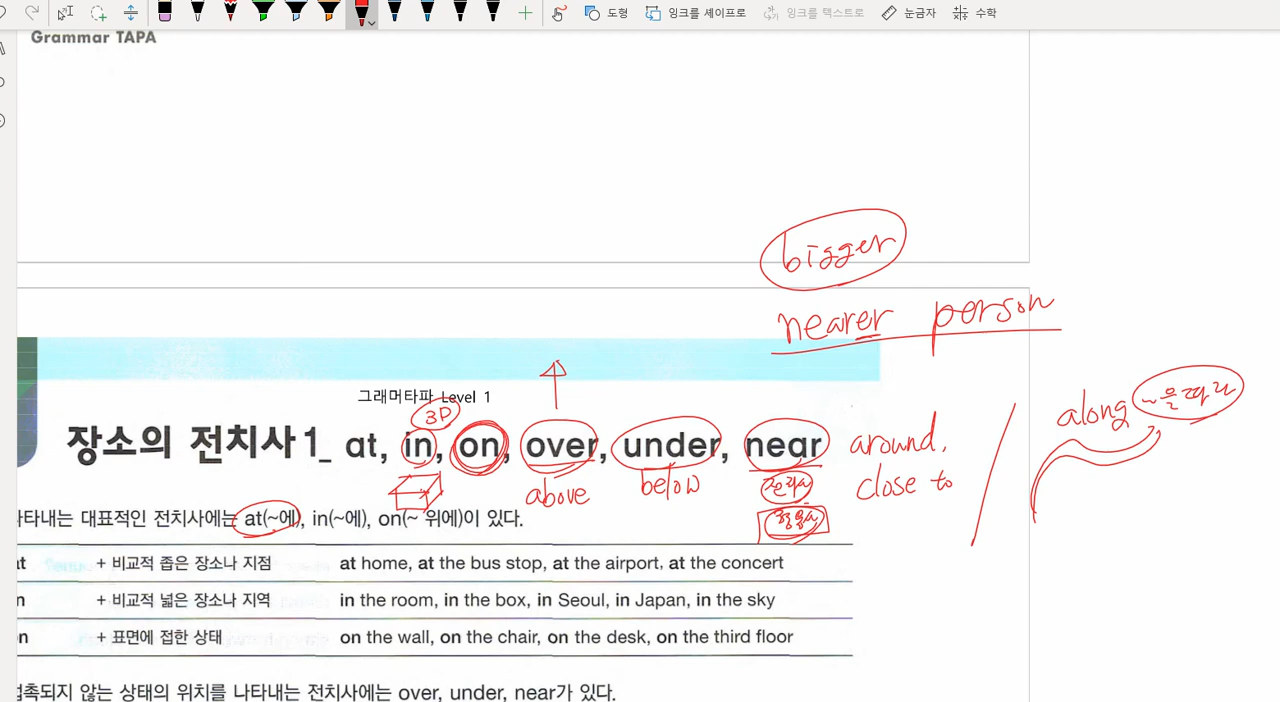 도형 잉크를 셰이프로 잉크를 텍스트로 눈금자 수학
Grammar TAPA
bigger
nearer person
그래머타파 Level 1
3D
along ~을 따라
장소의 전치사1_ at, in, on, over, under, near around,
above below 전치사 close to
형용사
나타내는 대표적인 전치사에는 at(~에), in(~에), on(~ 위에)이 있다.
at + 비교적 좁은 장소나 지점 at home, at the bus stop, at the airport, at the concert
n + 비교적 넓은 장소나 지역 in the room, in the box, in Seoul, in Japan, in the sky
on + 표면에 접한 상태 on the wall, on the chair, on the desk, on the third floor
접촉되지 않는 상태의 위치를 나타내는 전치사에는 over, under, near가 있다.